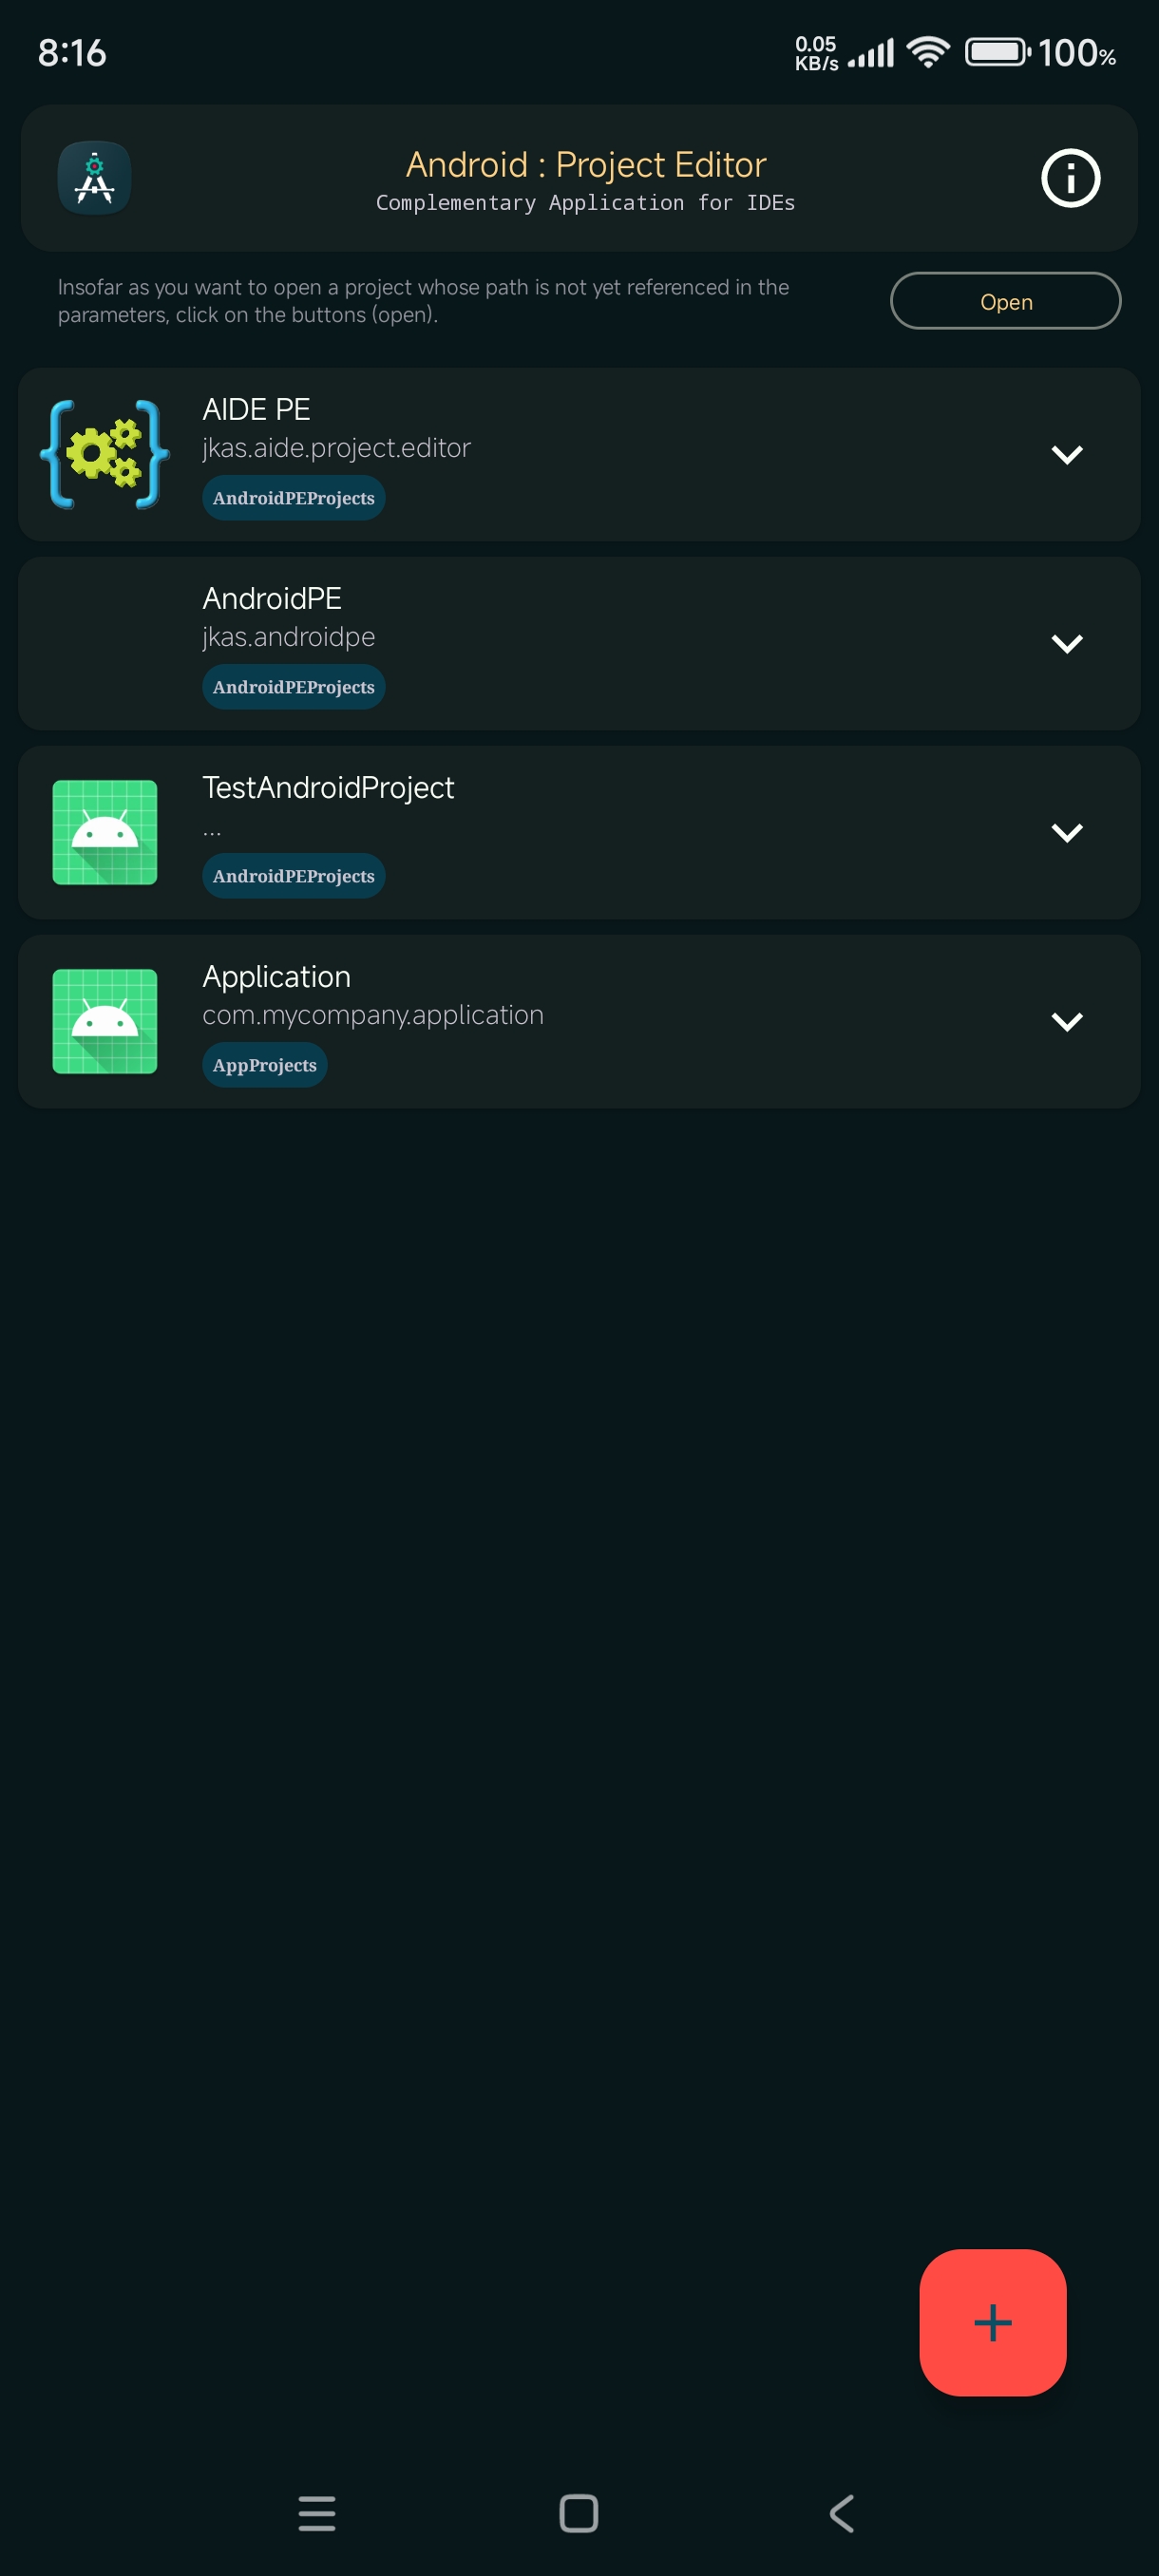 8:16
0.05
KB/s
100%
Android : Project Editor
Complementary Application for IDEs
Insofar as you want to open a project whose path is not yet referenced in the
parameters, click on the buttons (open).
Open
AIDE PE
jkas.aide.project.editor
AndroidPEProjects
AndroidPE
jkas.androidpe
AndroidPEProjects
TestAndroidProject
...
AndroidPEProjects
Application
com.mycompany.application
AppProjects